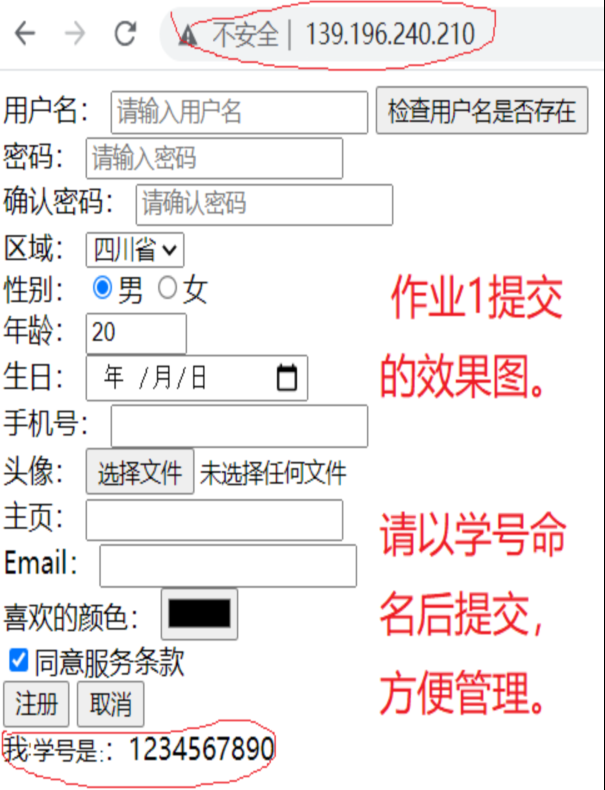 不安全 | 139.196.240.210
用户名： 请输入用户名 检查用户名是否存在
密码： 请输入密码
确认密码： 请确认密码
区域： 四川省
性别： 男 女
年龄： 20
生日： 年 /月/日
手机号：
头像： 选择文件 未选择任何文件
主页：
Email：
喜欢的颜色：
同意服务条款
注册 取消
我学号是：1234567890
作业1提交
的效果图。
请以学号命
名后提交，
方便管理。